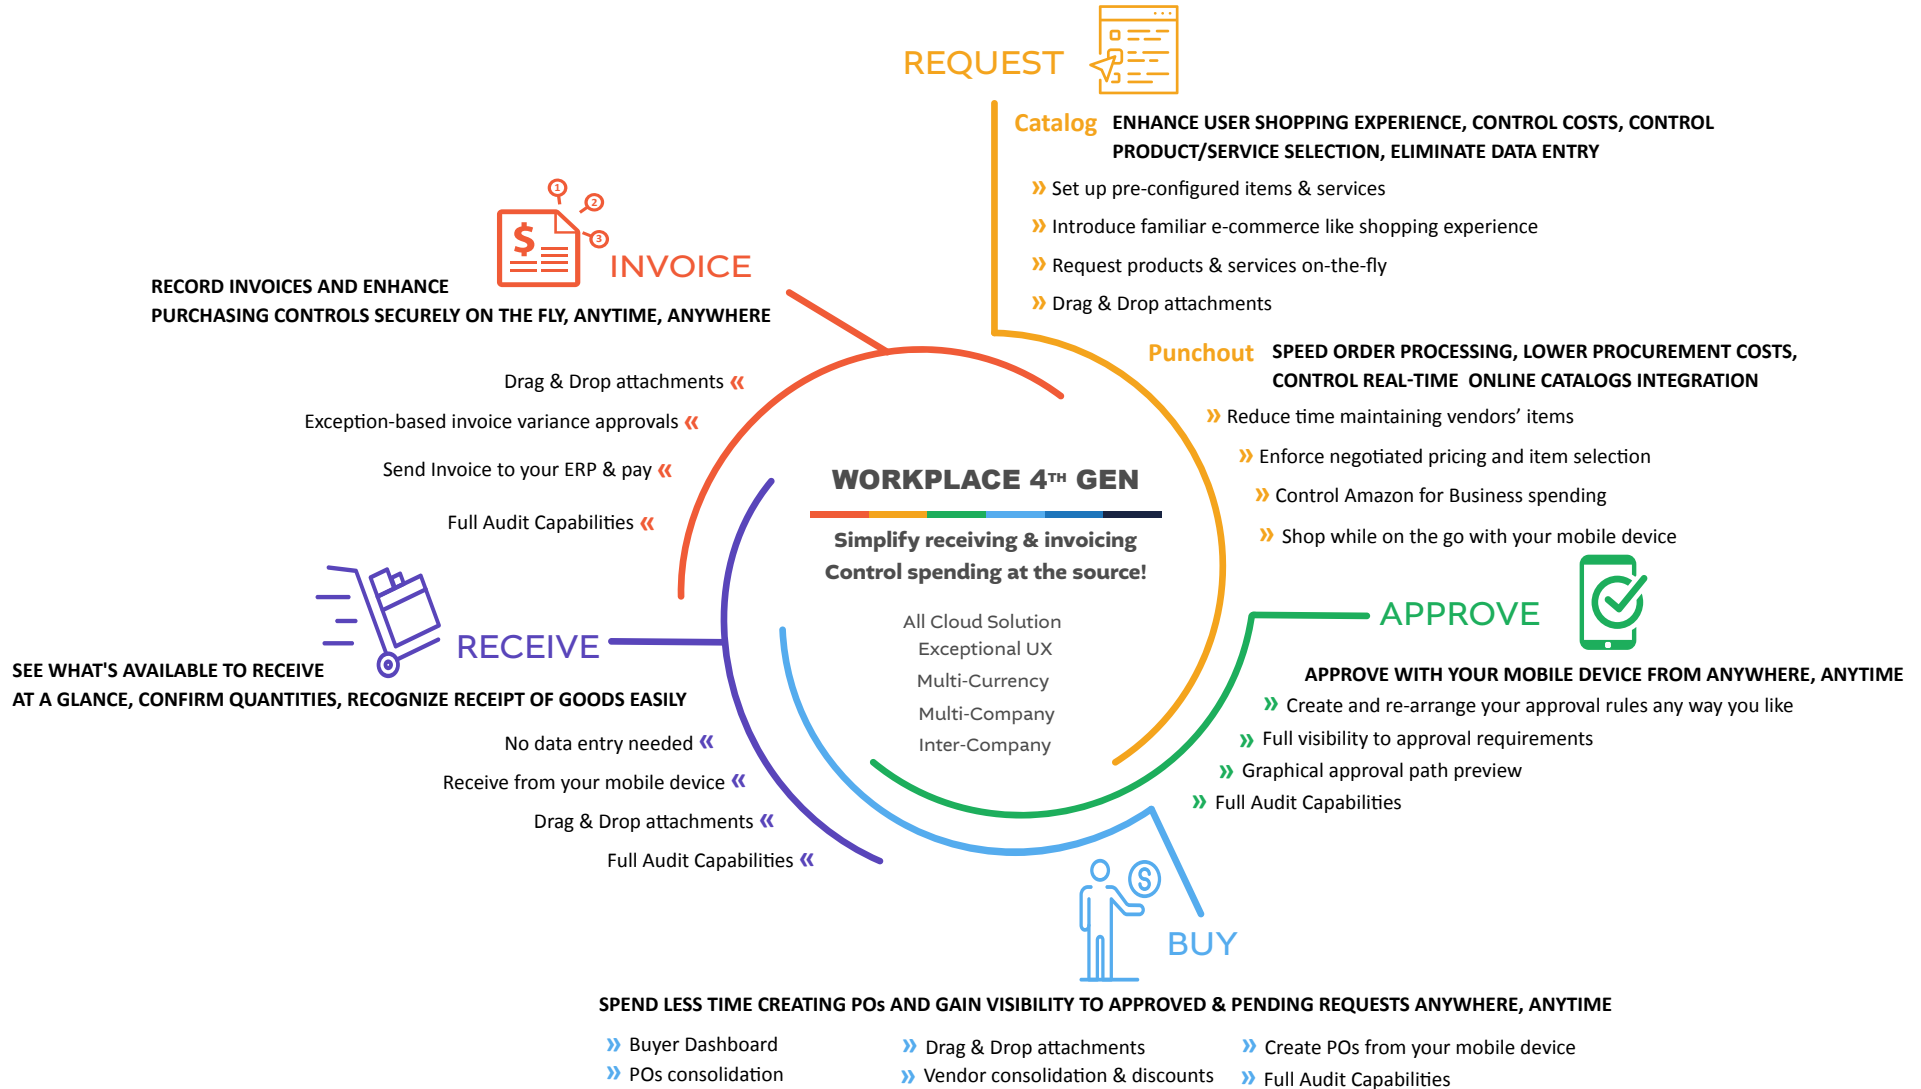 REQUEST
Catalog ENHANCE USER SHOPPING EXPERIENCE, CONTROL COSTS, CONTROL
PRODUCT/SERVICE SELECTION, ELIMINATE DATA ENTRY
» Set up pre-configured items & services
» Introduce familiar e-commerce like shopping experience
» Request products & services on-the-fly
» Drag & Drop attachments
Punchout SPEED ORDER PROCESSING, LOWER PROCUREMENT COSTS,
CONTROL REAL-TIME ONLINE CATALOGS INTEGRATION
» Reduce time maintaining vendors’ items
» Enforce negotiated pricing and item selection
» Control Amazon for Business spending
» Shop while on the go with your mobile device
APPROVE
APPROVE WITH YOUR MOBILE DEVICE FROM ANYWHERE, ANYTIME
» Create and re-arrange your approval rules any way you like
» Full visibility to approval requirements
» Graphical approval path preview
» Full Audit Capabilities
$
BUY
SPEND LESS TIME CREATING POs AND GAIN VISIBILITY TO APPROVED & PENDING REQUESTS ANYWHERE, ANYTIME
» Buyer Dashboard
» POs consolidation
» Drag & Drop attachments
» Vendor consolidation & discounts
» Create POs from your mobile device
» Full Audit Capabilities
RECEIVE
SEE WHAT'S AVAILABLE TO RECEIVE
AT A GLANCE, CONFIRM QUANTITIES, RECOGNIZE RECEIPT OF GOODS EASILY
No data entry needed «
Receive from your mobile device «
Drag & Drop attachments «
Full Audit Capabilities «
1
2
3
$
INVOICE
RECORD INVOICES AND ENHANCE
PURCHASING CONTROLS SECURELY ON THE FLY, ANYTIME, ANYWHERE
Drag & Drop attachments «
Exception-based invoice variance approvals «
Send Invoice to your ERP & pay «
Full Audit Capabilities «
WORKPLACE 4TH GEN
Simplify receiving & invoicing
Control spending at the source!
All Cloud Solution
Exceptional UX
Multi-Currency
Multi-Company
Inter-Company